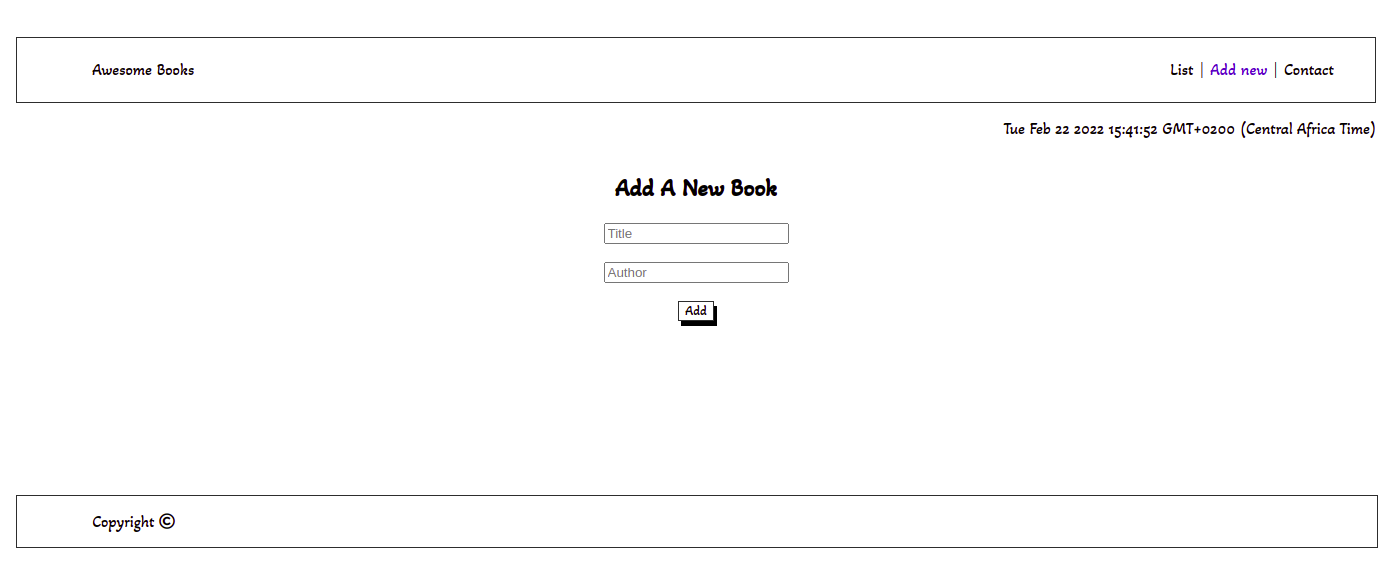 Awesome Books
List | Add new | Contact
Tue Feb 22 2022 15:41:52 GMT+0200 (Central Africa Time)
Add A New Book
Title
Author
Add
Copyright ©